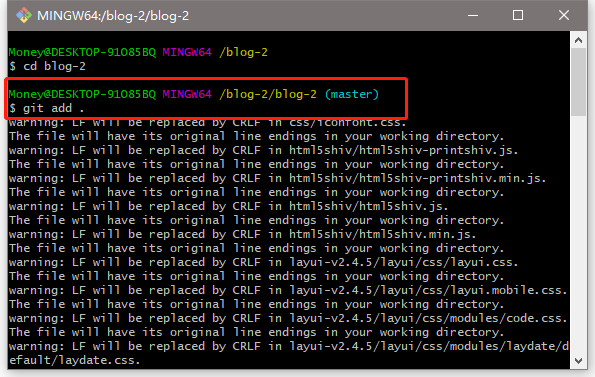 MINGW64:/blog-2/blog-2
Money@DESKTOP-91O85BQ MINGW64 /blog-2
$ cd blog-2
Money@DESKTOP-91O85BQ MINGW64 /blog-2/blog-2 (master)
$ git add .
warning: LF will be replaced by CRLF in css/iconfont.css.
The file will have its original line endings in your working directory.
warning: LF will be replaced by CRLF in html5shiv/html5shiv-printshiv.js.
The file will have its original line endings in your working directory.
warning: LF will be replaced by CRLF in html5shiv/html5shiv-printshiv.min.js.
The file will have its original line endings in your working directory.
warning: LF will be replaced by CRLF in html5shiv/html5shiv.js.
The file will have its original line endings in your working directory.
warning: LF will be replaced by CRLF in html5shiv/html5shiv.min.js.
The file will have its original line endings in your working directory.
warning: LF will be replaced by CRLF in layui-v2.4.5/layui/css/layui.css.
The file will have its original line endings in your working directory.
warning: LF will be replaced by CRLF in layui-v2.4.5/layui/css/layui.mobile.css.
The file will have its original line endings in your working directory.
warning: LF will be replaced by CRLF in layui-v2.4.5/layui/css/modules/code.css.
The file will have its original line endings in your working directory.
warning: LF will be replaced by CRLF in layui-v2.4.5/layui/css/modules/laydate/d
efault/laydate.css.